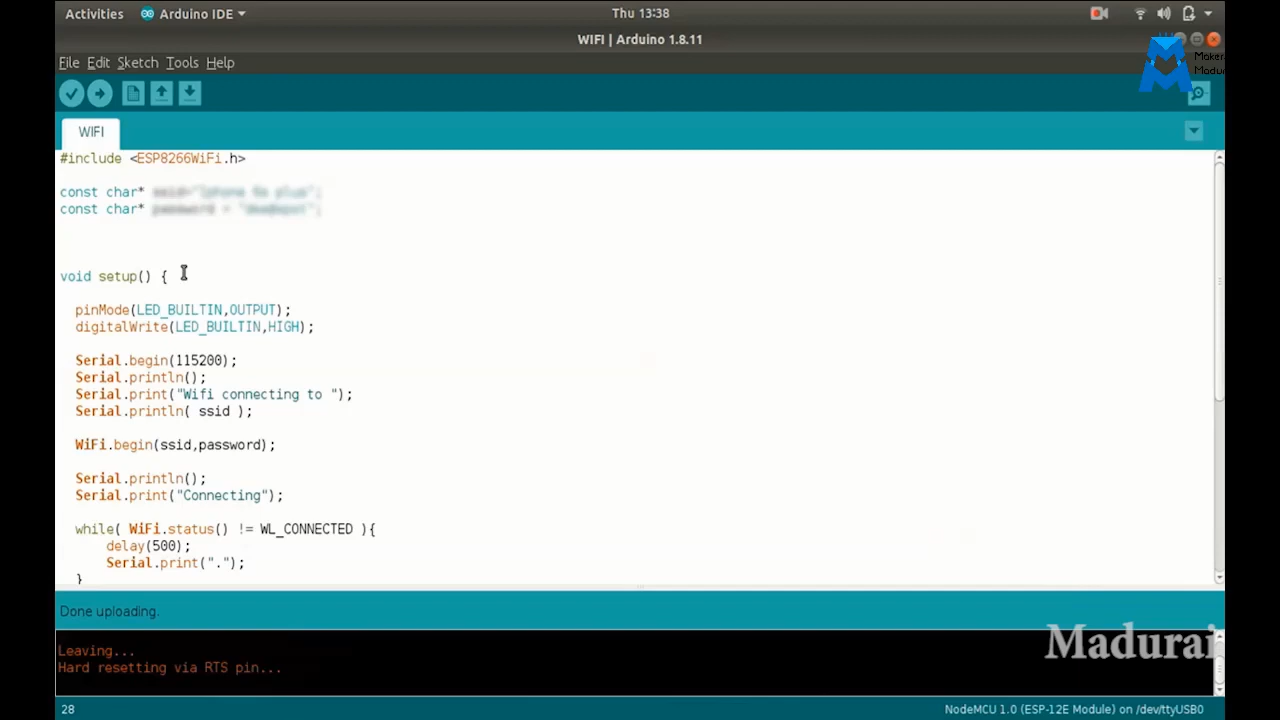 Activities Arduino IDE Thu 13:38
WIFI | Arduino 1.8.11
File Edit Sketch Tools Help
WIFI
#include <ESP8266WiFi.h>
const char*
const char*
void setup() {
pinMode(LED_BUILTIN,OUTPUT);
digitalWrite(LED_BUILTIN,HIGH);
Serial.begin(115200);
Serial.println();
Serial.print("Wifi connecting to ");
Serial.println( ssid );
WiFi.begin(ssid,password);
Serial.println();
Serial.print("Connecting");
while( WiFi.status() != WL_CONNECTED ){
delay(500);
Serial.print(".");
}
Done uploading.
Leaving...
Hard resetting via RTS pin...
Madurai
28 NodeMCU 1.0 (ESP-12E Module) on /dev/ttyUSB0